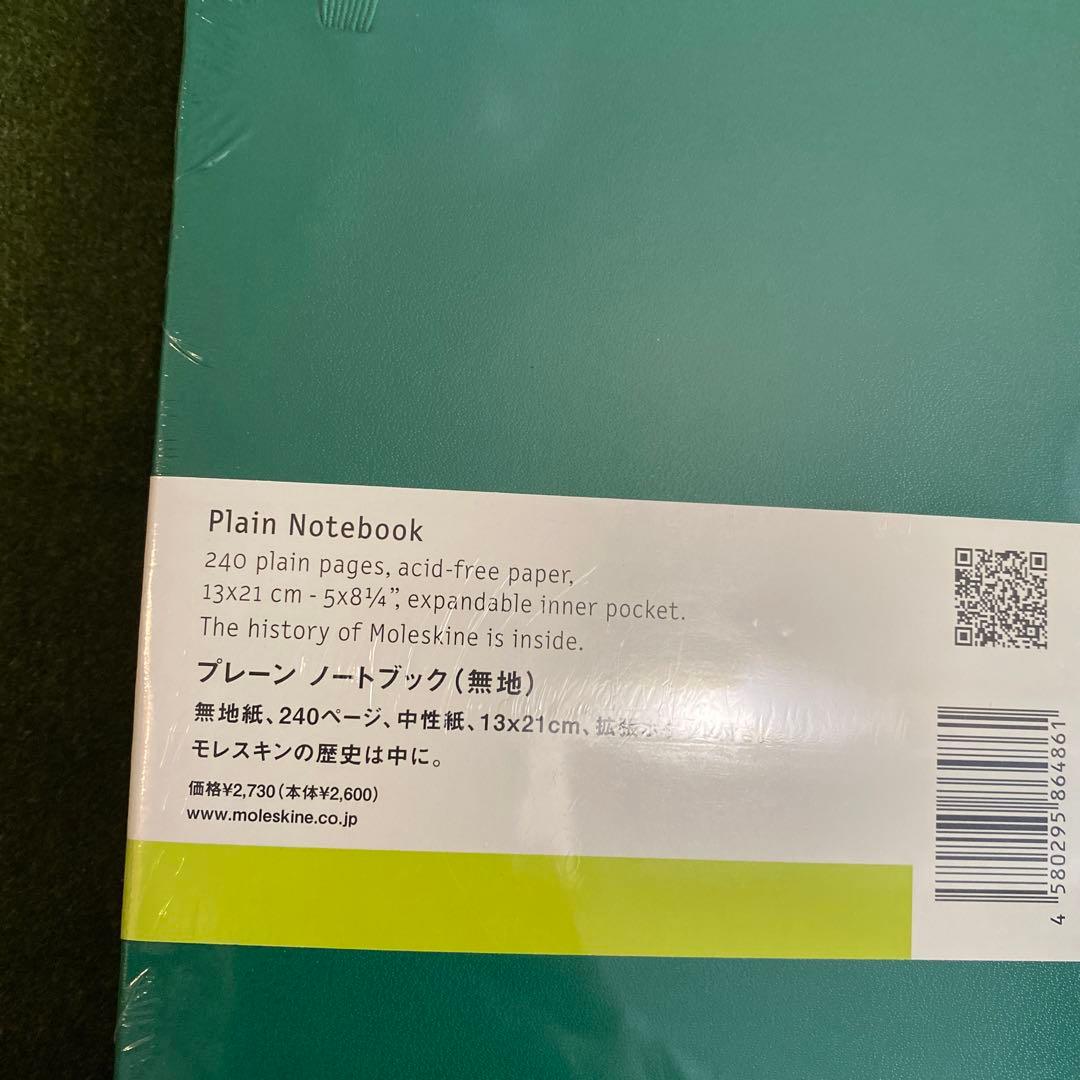 Plain Notebook
240 plain pages, acid-free paper,
13x21 cm - 5x8¼”, expandable inner pocket.
The history of Moleskine is inside.
プレーン ノートブック(無地)
無地紙、240ページ、中性紙、13x21cm、拡張
モレスキンの歴史は中に。
価格¥2,730(本体¥2,600)
www.moleskine.co.jp
4 580295 864861